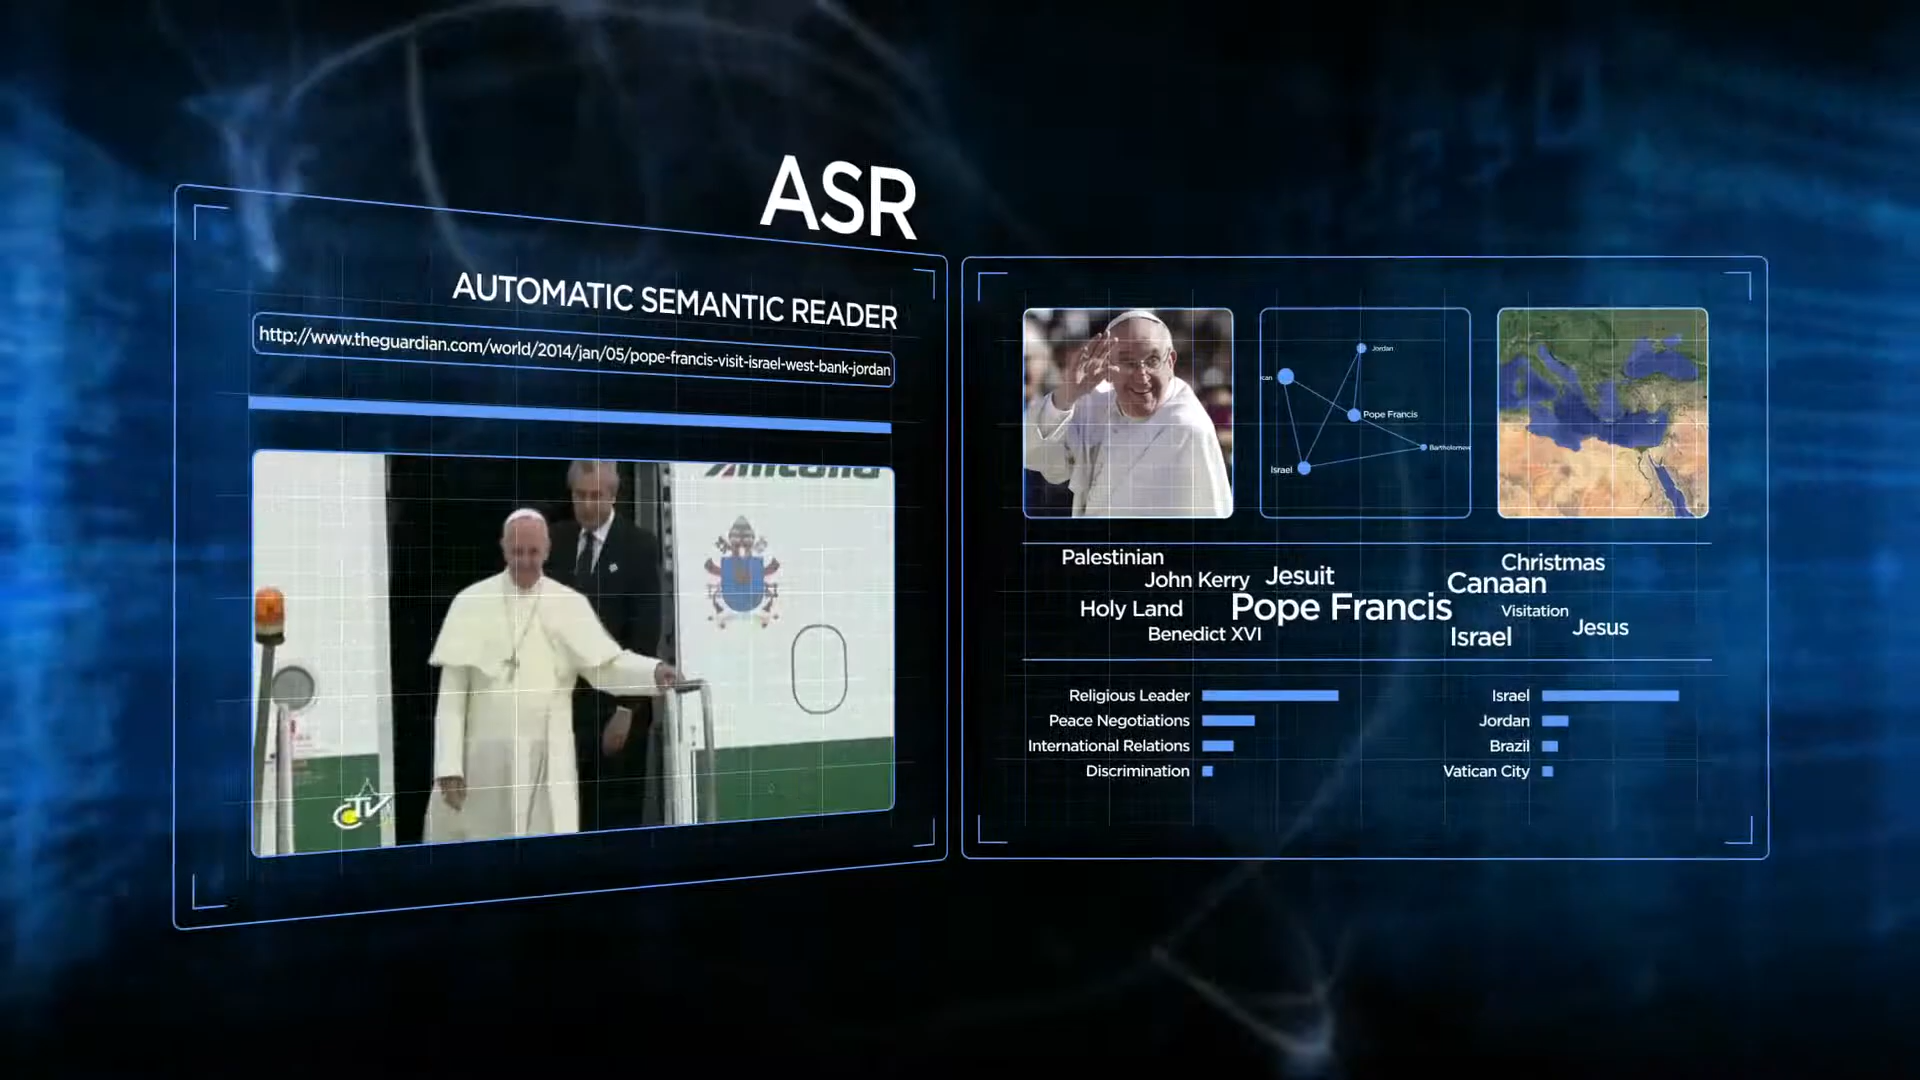 ASR
AUTOMATIC SEMANTIC READER
http://www.theguardian.com/world/2014/jan/05/pope-francis-visit-israel-west-bank-jordan
CTV
Jordan
Pope Francis
Bartholomew
Israel
Palestinian
Christmas
John Kerry
Jesuit
Canaan
Holy Land
Pope Francis
Visitation
Benedict XVI
Israel
Jesus
Religious Leader
Peace Negotiations
International Relations
Discrimination
Israel
Jordan
Brazil
Vatican City